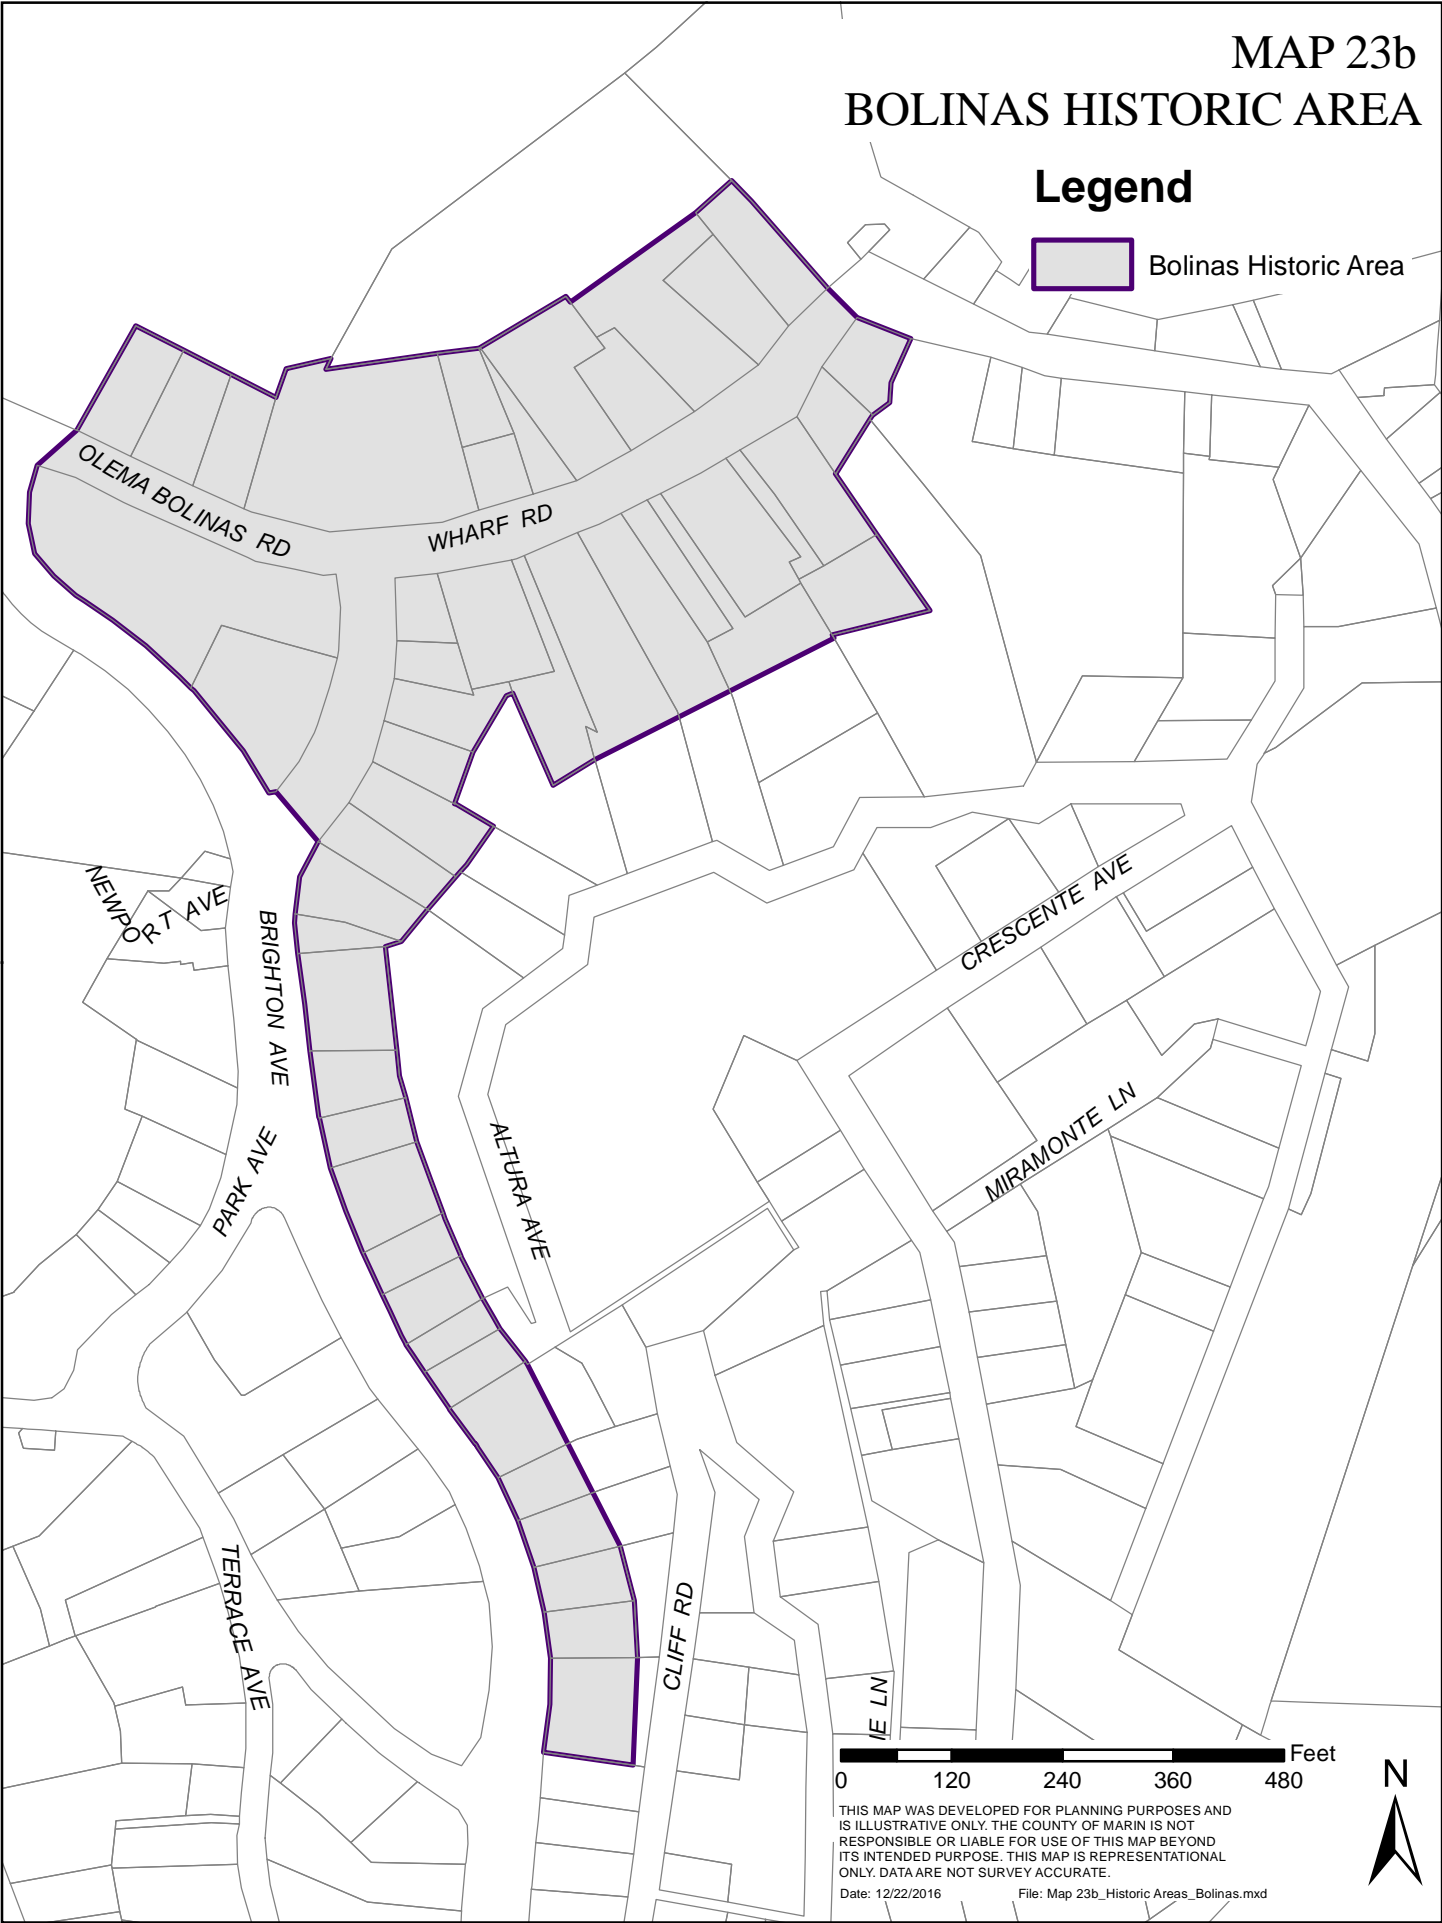 MAP 23b
BOLINAS HISTORIC AREA
Legend
Bolinas Historic Area
OLEMA BOLINAS RD
WHARF RD
NEWPORT AVE
BRIGHTON AVE
CRESCENTE AVE
MIRAMONTE LN
PARK AVE
ALTURA AVE
TERRACE AVE
CLIFF RD
IE LN
Feet
0 120 240 360 480
N
THIS MAP WAS DEVELOPED FOR PLANNING PURPOSES AND
IS ILLUSTRATIVE ONLY. THE COUNTY OF MARIN IS NOT
RESPONSIBLE OR LIABLE FOR USE OF THIS MAP BEYOND
ITS INTENDED PURPOSE. THIS MAP IS REPRESENTATIONAL
ONLY. DATA ARE NOT SURVEY ACCURATE.
Date: 12/22/2016 File: Map 23b_Historic Areas_Bolinas.mxd